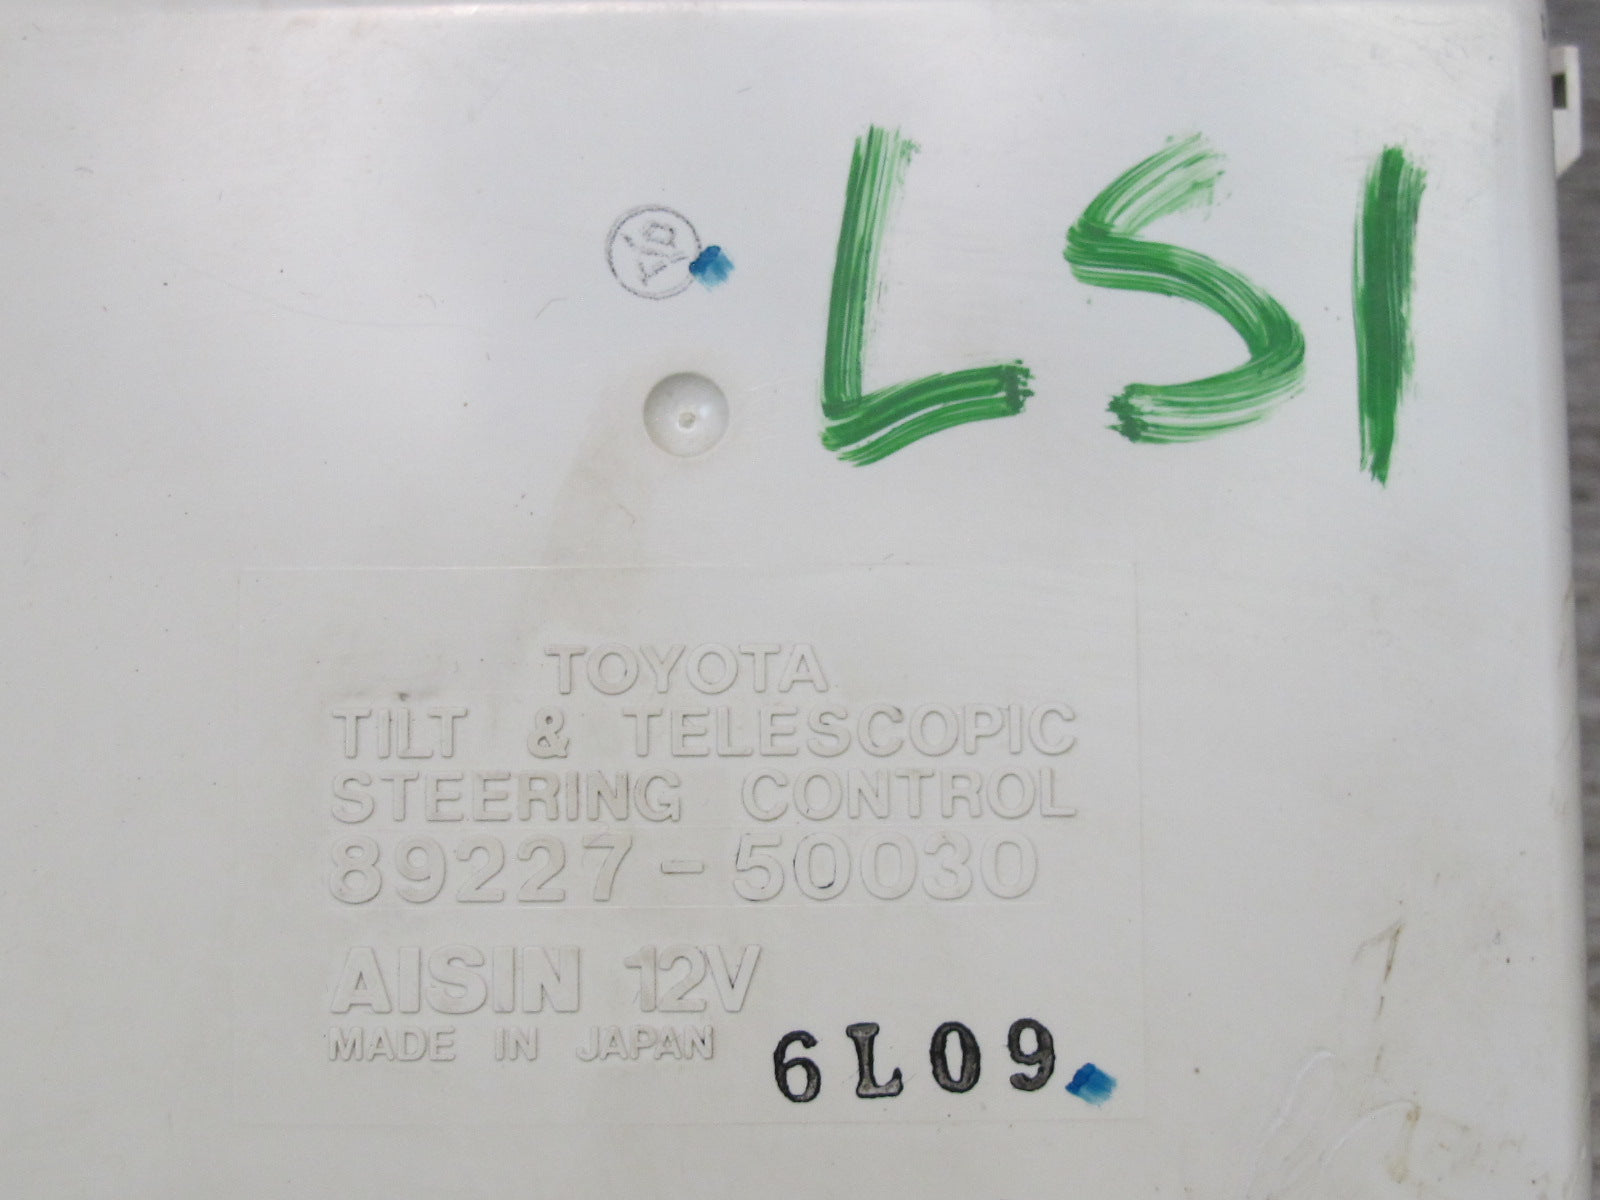 LS1
TOYOTA
TILT & TELESCOPIC
STEERING CONTROL
89227-50030
AISIN 12V
MADE IN JAPAN
6L09